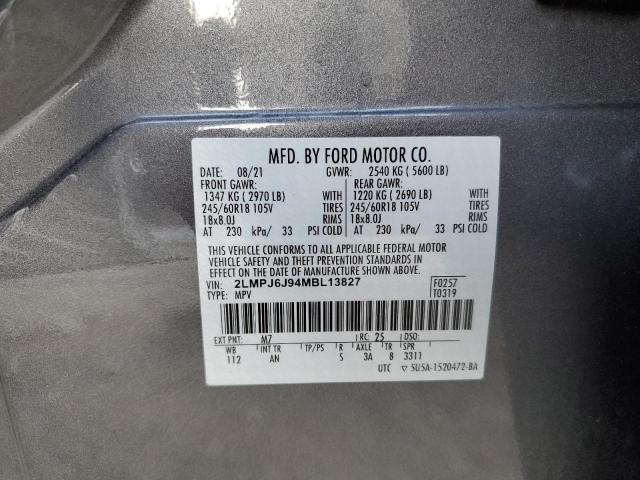 MFD. BY FORD MOTOR CO.
DATE: 08/21 GVWR: 2540 KG ( 5600 LB)
FRONT GAWR: REAR GAWR:
1347 KG ( 2970 LB) WITH 1220 KG ( 2690 LB) WITH
245/60R18 105V TIRES 245/60R18 105V TIRES
18x8.0J RIMS 18x8.0J RIMS
AT 230 kPa/ 33 PSI COLD AT 230 kPa/ 33 PSI COLD
THIS VEHICLE CONFORMS TO ALL APPLICABLE FEDERAL MOTOR
VEHICLE SAFETY AND THEFT PREVENTION STANDARDS IN
EFFECT ON THE DATE OF MANUFACTURE SHOWN ABOVE.
VIN: 2LMPJ6J94MBL13827 F0257
TYPE: MPV T0319
EXT PNT: M7 RC: 25 DSO:
WB INT TR TP/PS R AXLE TR SPR
112 AN S 3A 8 3311
UTC ▽ SU5A-1520472-BA